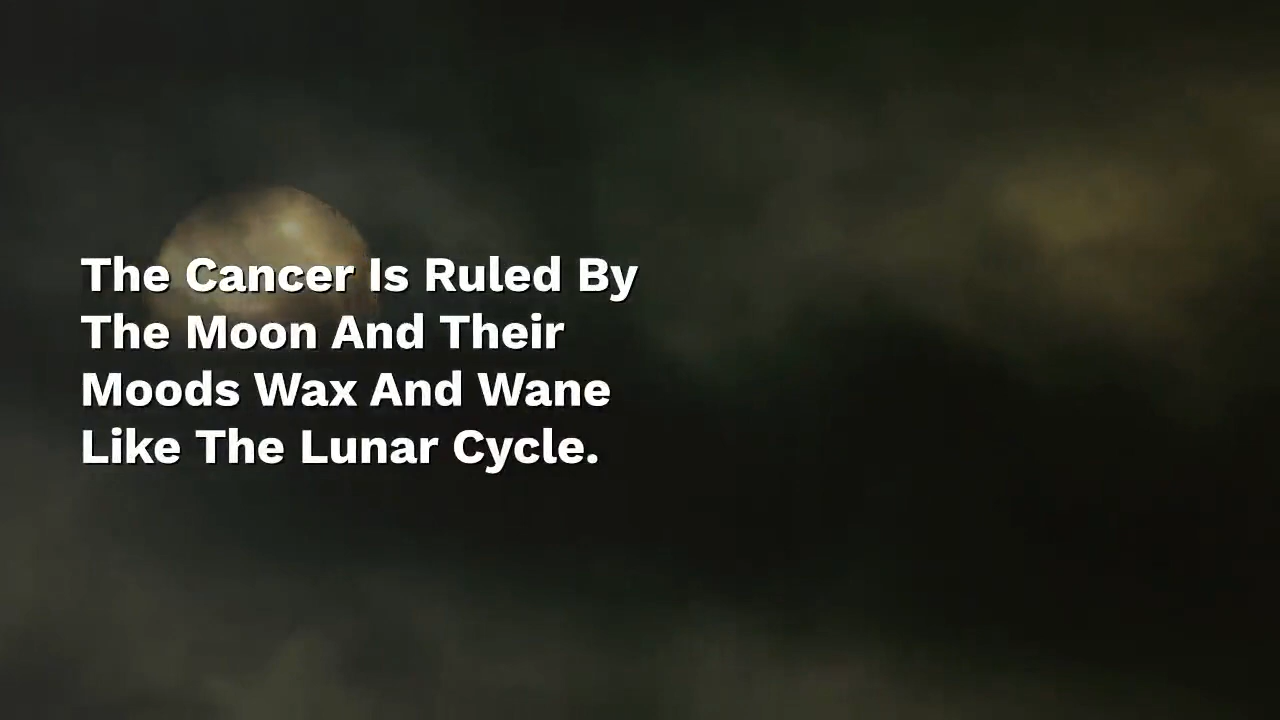 The Cancer Is Ruled By
The Moon And Their
Moods Wax And Wane
Like The Lunar Cycle.